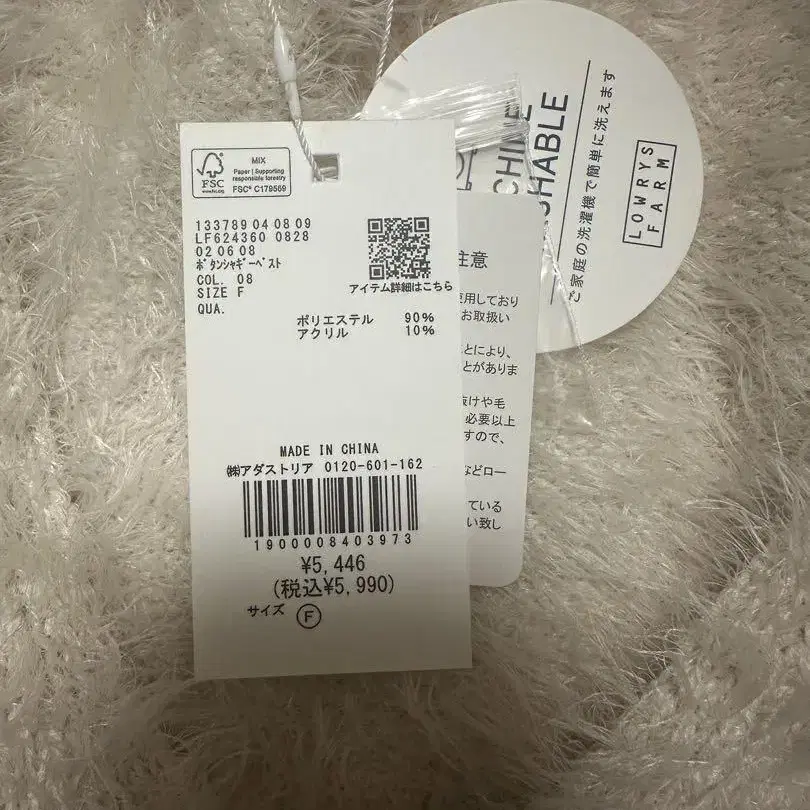 FSC
www.fsc.org
MIX
Paper | Supporting
responsible forestry
FSC® C179569
133789 04 08 09
LF624360 0828
02 06 08
ﾎﾞﾀﾝｼｬｷﾞｰﾍﾞｽﾄ
COL. 08
SIZE F
QUA.
アイテム詳細はこちら
ポリエステル 90%
アクリル 10%
MADE IN CHINA
㈱アダストリア 0120-601-162
1900008403973
¥5,446
(税込¥5,990)
サイズ Ⓕ
注意
使用しており
お取扱い
とにより、
とがありま
抜けや毛
必要以上
すので、
などロー
ている
い致し
CHINE
SHABLE
ご家庭の洗濯機で簡単に洗えます
LOWRYS
FARM